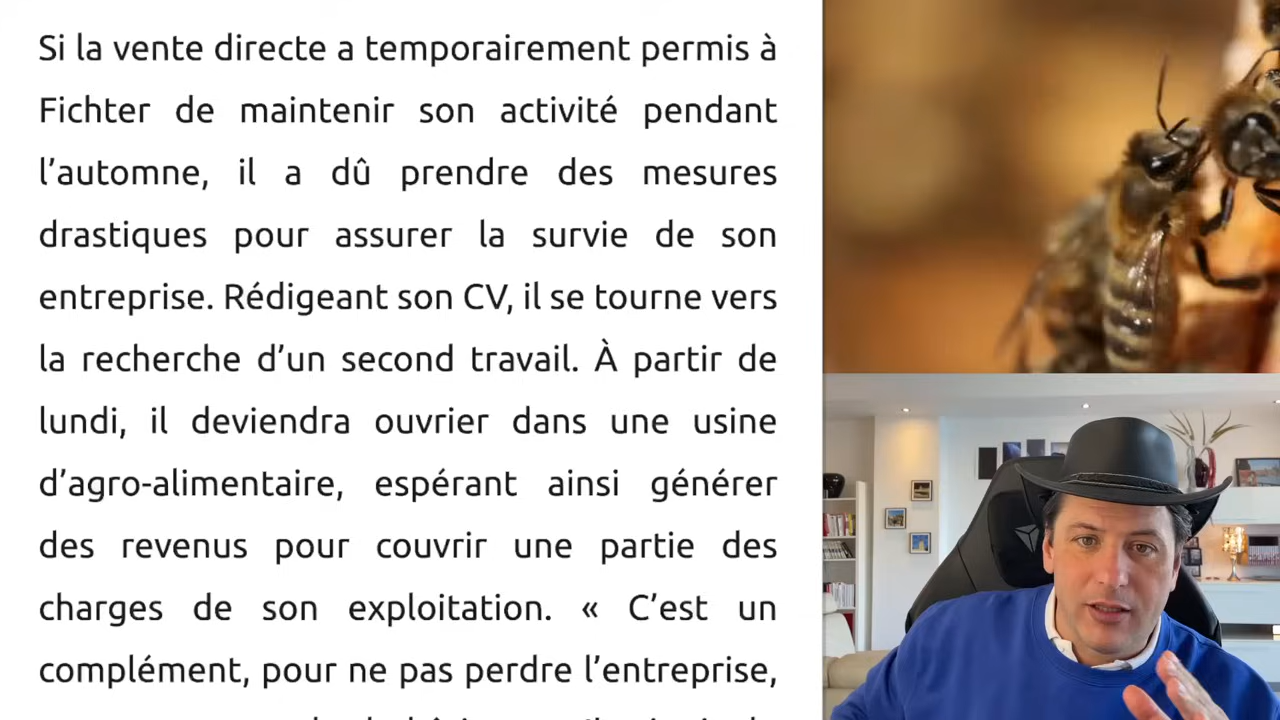 Si la vente directe a temporairement permis à
Fichter de maintenir son activité pendant
l’automne, il a dû prendre des mesures
drastiques pour assurer la survie de son
entreprise. Rédigeant son CV, il se tourne vers
la recherche d’un second travail. À partir de
lundi, il deviendra ouvrier dans une usine
d’agro-alimentaire, espérant ainsi générer
des revenus pour couvrir une partie des
charges de son exploitation. « C’est un
complément, pour ne pas perdre l’entreprise,